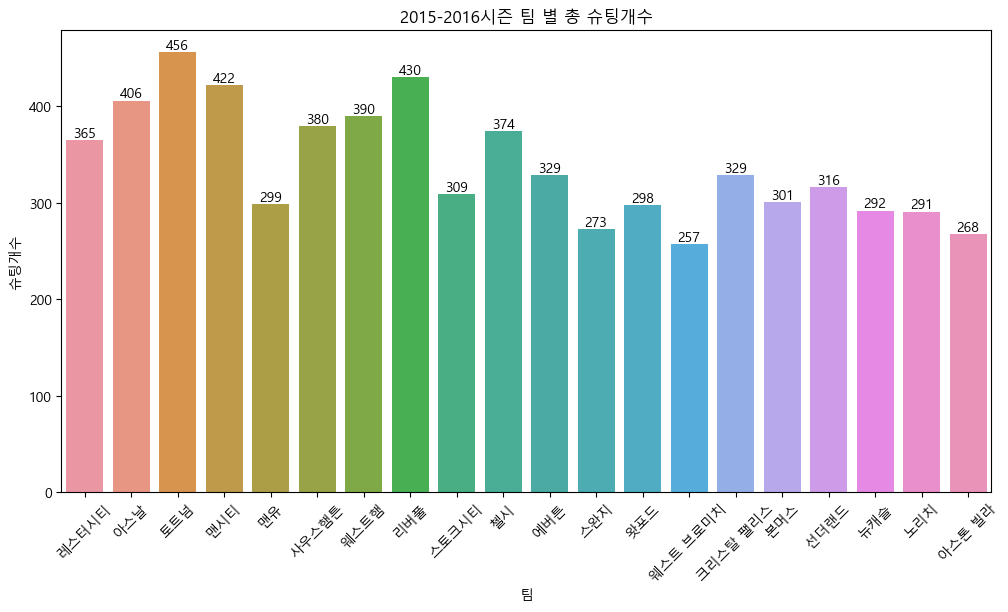 2015-2016시즌 팀 별 총 슈팅개수
슈팅개수
400
300
200
100
0
365
406
456
422
299
380
390
430
309
374
329
273
298
257
329
301
316
292
291
268
레스터시티
아스날
토트넘
맨시티
맨유
사우스햄튼
웨스트햄
리버풀
스토크시티
첼시
에버튼
스완지
왓포드
웨스트 브로미치
크리스탈 팰리스
본머스
선더랜드
뉴캐슬
노리치
아스톤 빌라
팀